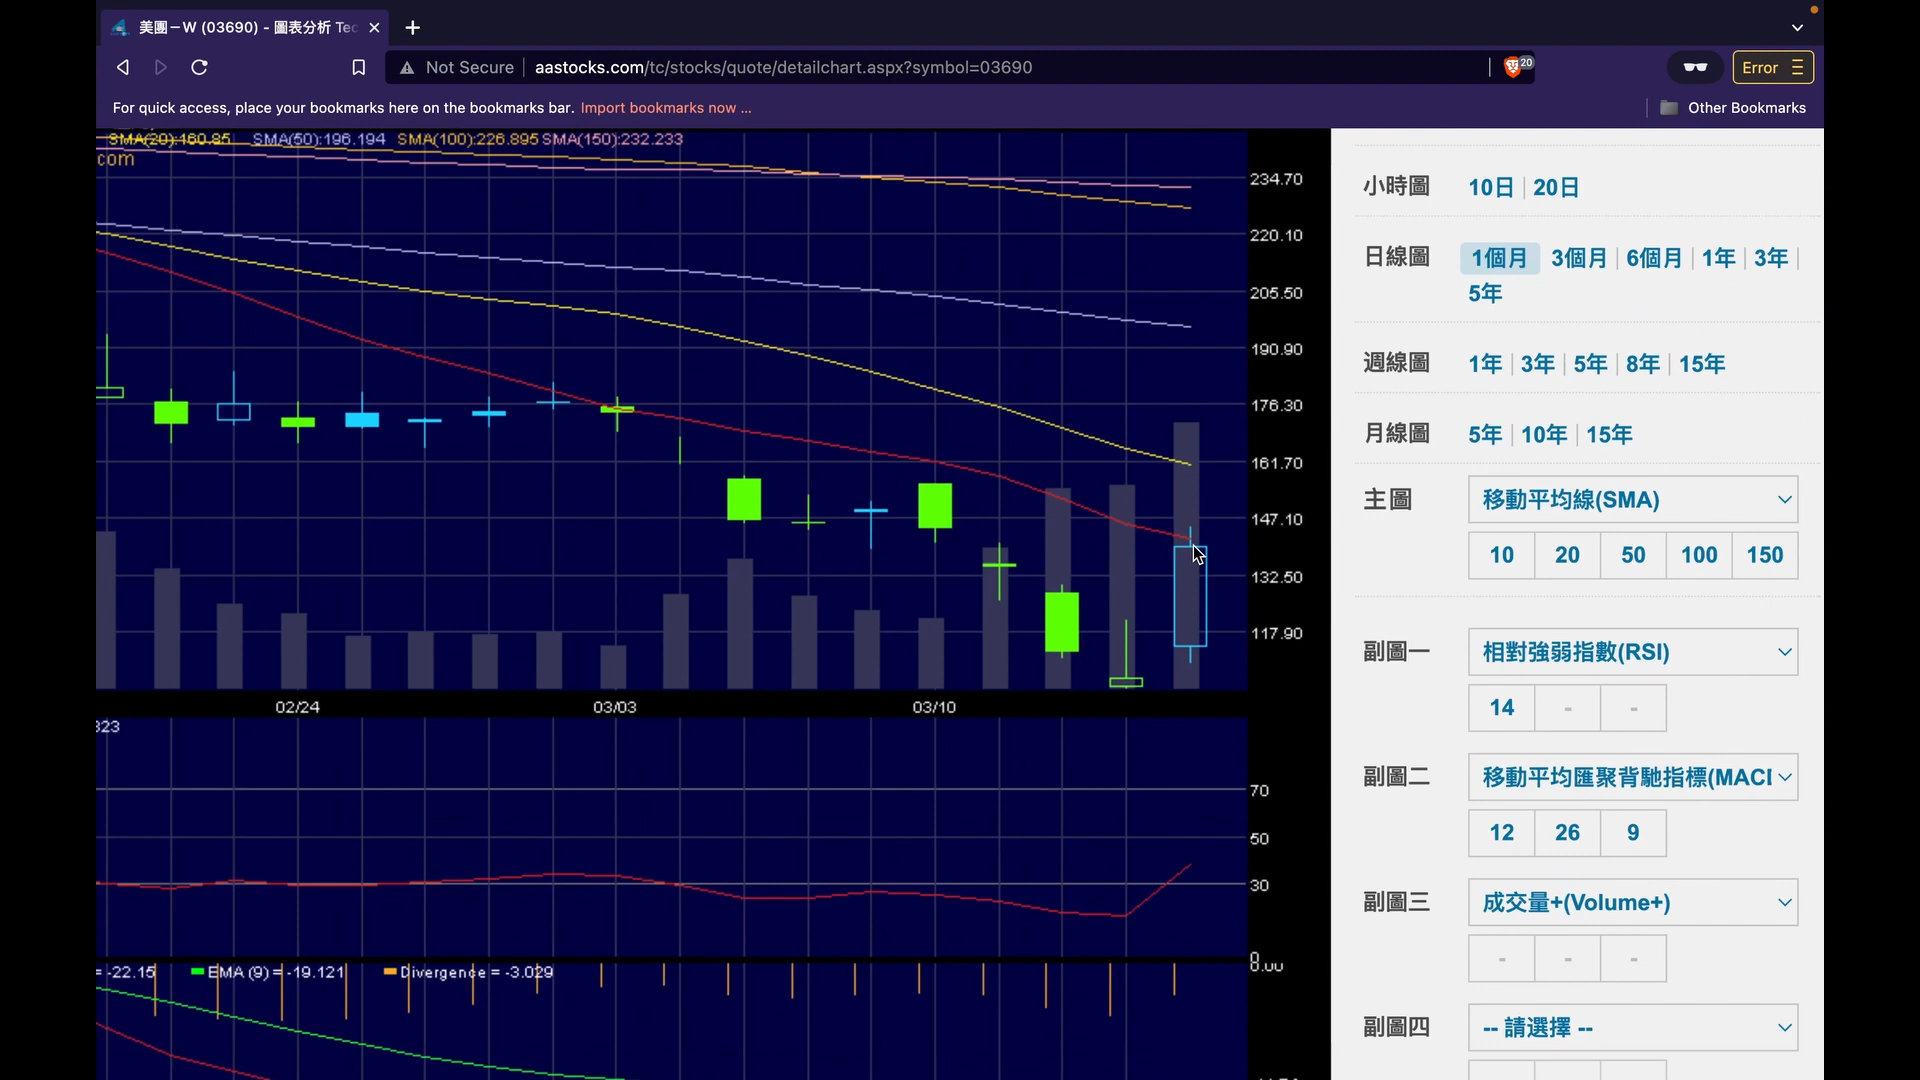 美團－W (03690) - 圖表分析 Tec
Not Secure
aastocks.com/tc/stocks/quote/detailchart.aspx?symbol=03690
20
Error
For quick access, place your bookmarks here on the bookmarks bar. Import bookmarks now ...
Other Bookmarks
SMA(20):160.85 SMA(50):196.194 SMA(100):226.895 SMA(150):232.233
com
234.70
220.10
205.50
190.90
176.30
161.70
147.10
132.50
117.90
02/24
03/03
03/10
323
70
50
30
0
0.00
= -22.15 EMA (9) = -19.121 Divergence = -3.029
小時圖 10日 20日
日線圖 1個月 3個月 6個月 1年 3年
5年
週線圖 1年 3年 5年 8年 15年
月線圖 5年 10年 15年
主圖 移動平均線(SMA)
10 20 50 100 150
副圖一 相對強弱指數(RSI)
14 - -
副圖二 移動平均匯聚背馳指標(MACD
12 26 9
副圖三 成交量+(Volume+)
- - -
副圖四 -- 請選擇 --